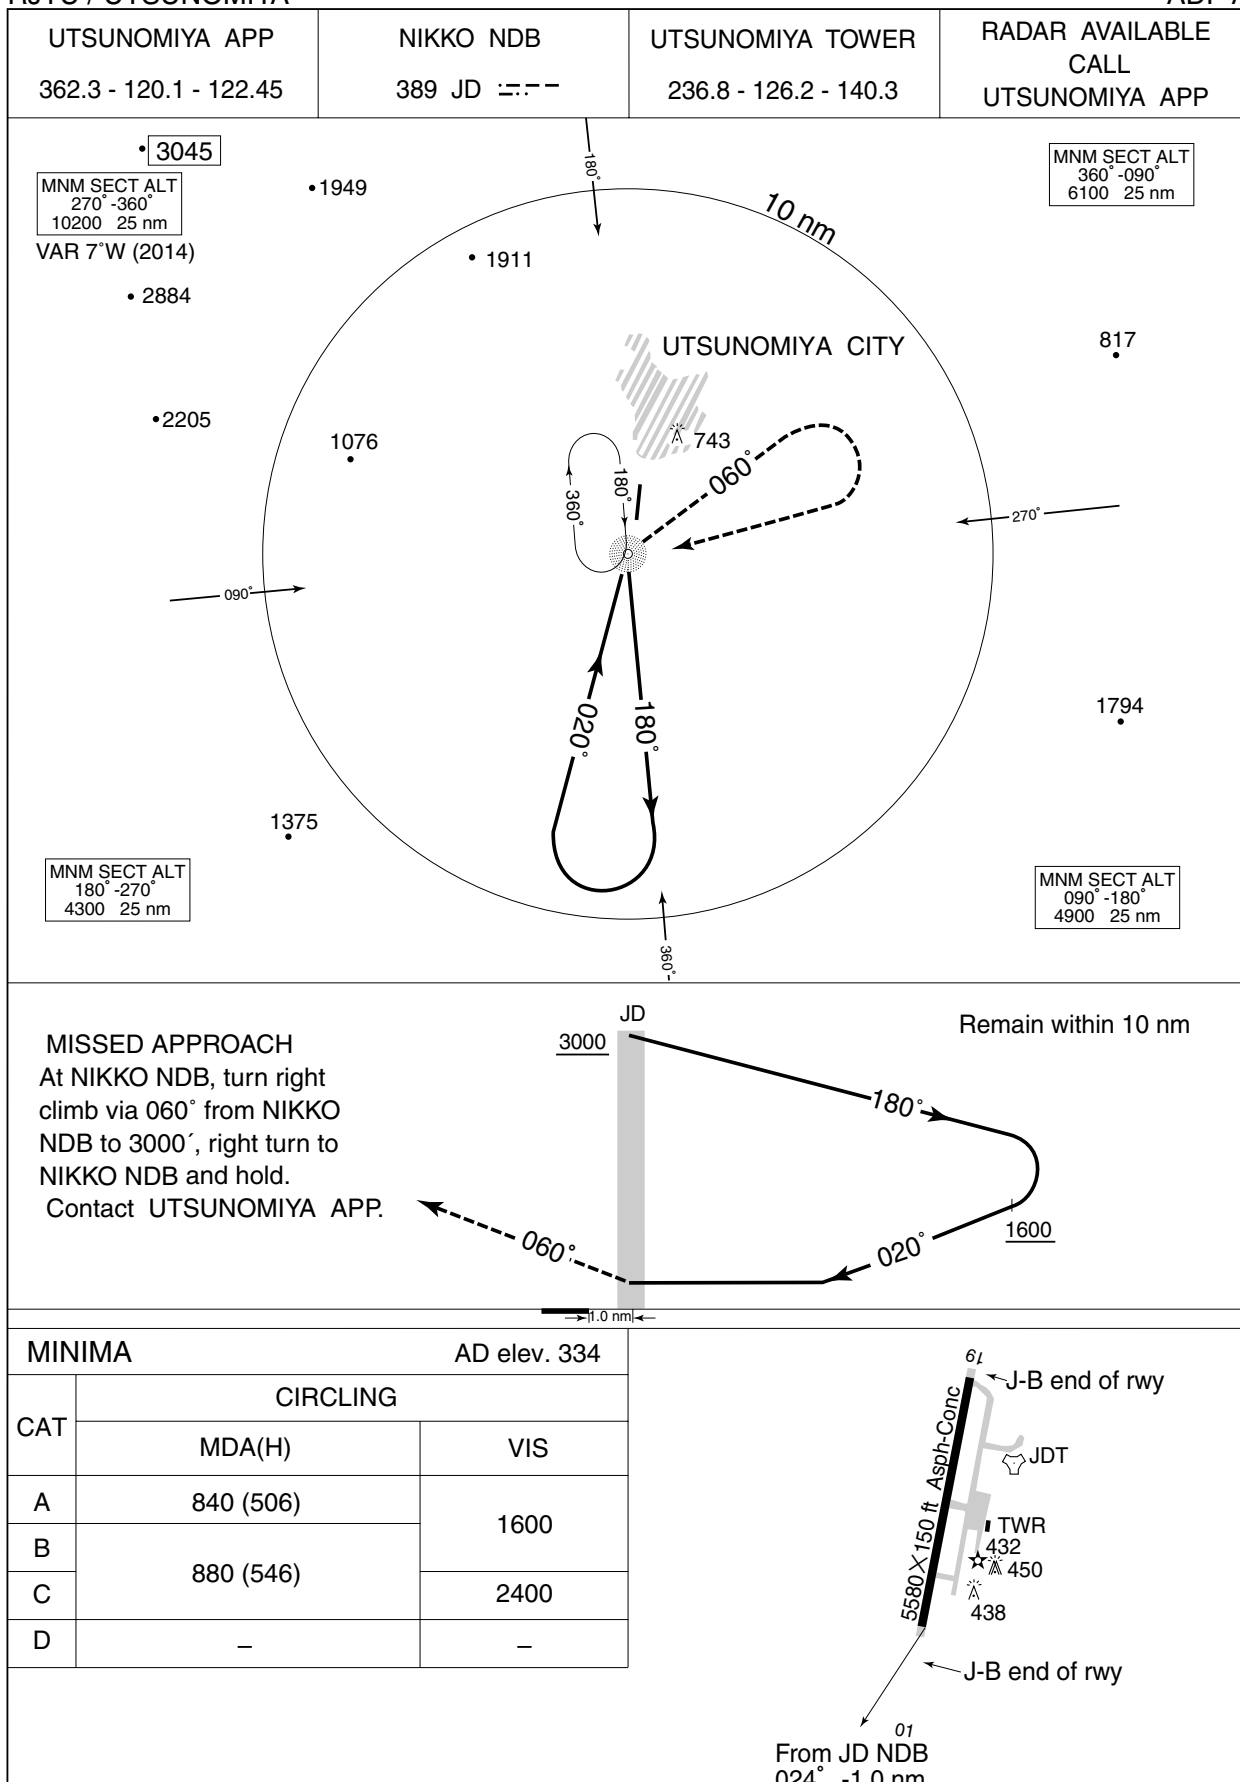 RJTU / UTSUNOMIYA
UTSUNOMIYA APP
362.3 - 120.1 - 122.45
NIKKO NDB
389 JD
UTSUNOMIYA TOWER
236.8 - 126.2 - 140.3
RADAR AVAILABLE
CALL
UTSUNOMIYA APP
3045
MNM SECT ALT
270˚-360˚
10200 25 nm
VAR 7˚W (2014)
1949
180˚
10 nm
MNM SECT ALT
360˚-090˚
6100 25 nm
1911
2884
UTSUNOMIYA CITY
817
2205
1076
743
060˚
360˚
180˚
270˚
090˚
020˚
180˚
1794
1375
MNM SECT ALT
180˚-270˚
4300 25 nm
MNM SECT ALT
090˚-180˚
4900 25 nm
360˚
MISSED APPROACH
At NIKKO NDB, turn right
climb via 060˚ from NIKKO
NDB to 3000´, right turn to
NIKKO NDB and hold.
Contact UTSUNOMIYA APP.
JD
3000
Remain within 10 nm
180˚
1600
020˚
060˚
1.0 nm
MINIMA AD elev. 334
CAT CIRCLING
MDA(H) VIS
A 840 (506) 1600
B 880 (546)
C 2400
D – –
19
J-B end of rwy
5580×150 ft Asph-Conc
JDT
TWR
432
450
438
J-B end of rwy
01
From JD NDB
024˚ -1.0 nm